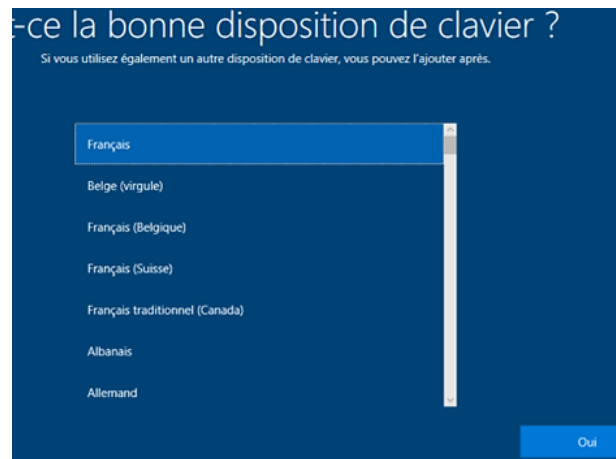 -ce la bonne disposition de clavier ?
Si vous utilisez également un autre disposition de clavier, vous pouvez l'ajouter après.
Français
Belge (virgule)
Français (Belgique)
Français (Suisse)
Français traditionnel (Canada)
Albanais
Allemand
Oui